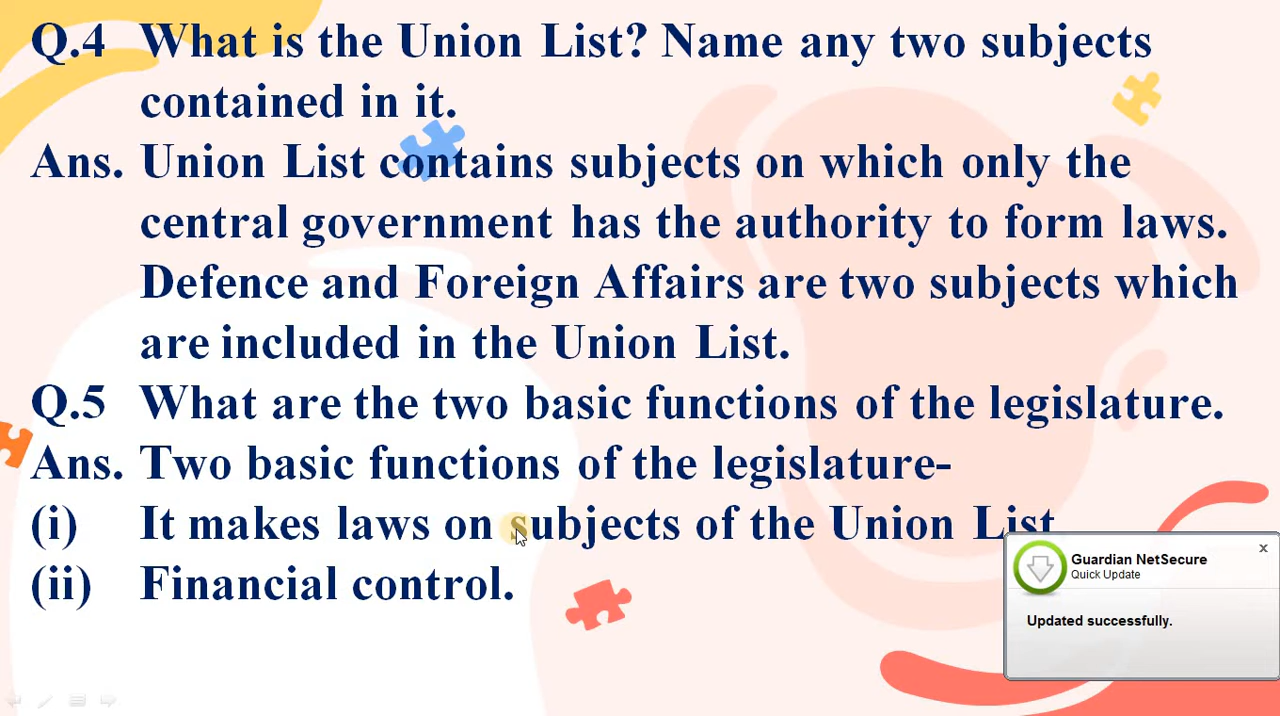 Q.4 What is the Union List? Name any two subjects
contained in it.
Ans. Union List contains subjects on which only the
central government has the authority to form laws.
Defence and Foreign Affairs are two subjects which
are included in the Union List.
Q.5 What are the two basic functions of the legislature.
Ans. Two basic functions of the legislature-
(i) It makes laws on subjects of the Union List
(ii) Financial control.
Guardian NetSecure
Quick Update
Updated successfully.